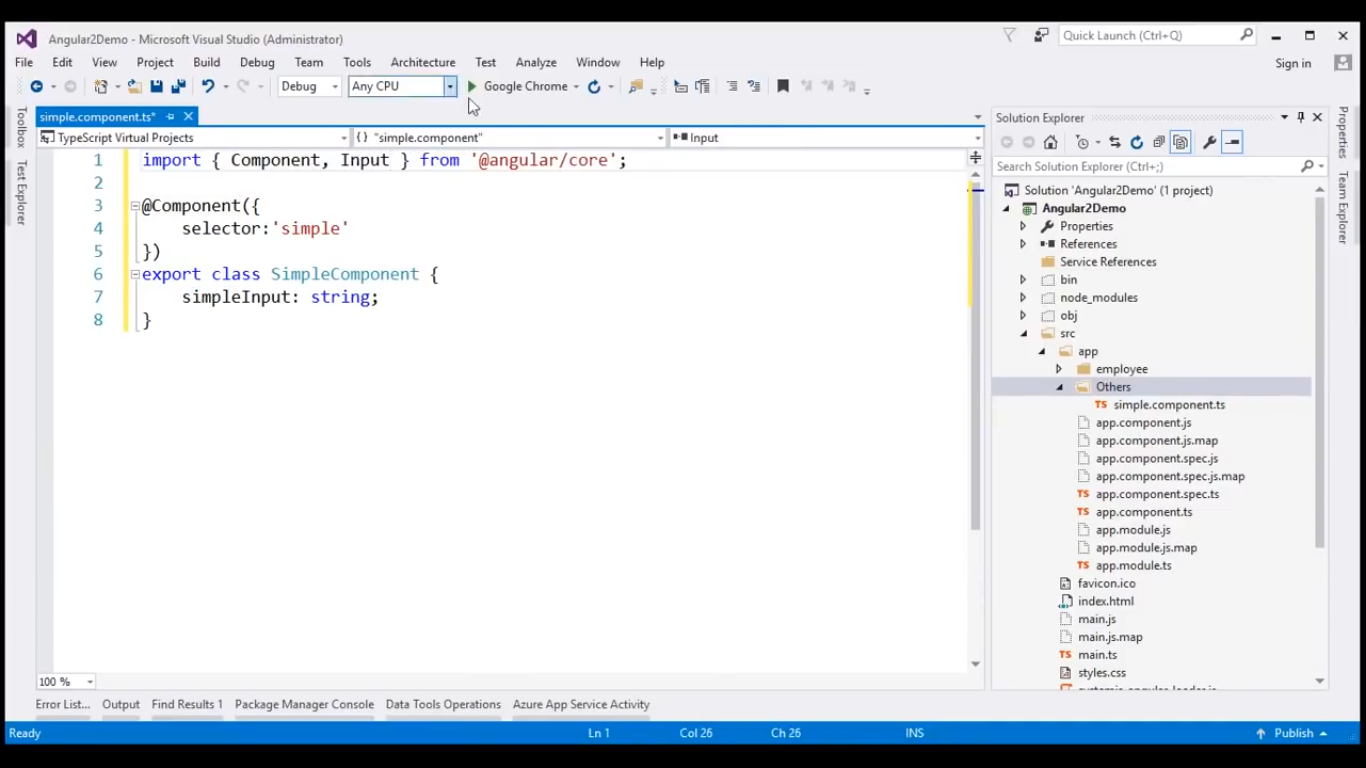 Angular2Demo - Microsoft Visual Studio (Administrator)
Quick Launch (Ctrl+Q)
File Edit View Project Build Debug Team Tools Architecture Test Analyze Window Help
Sign in
Debug Any CPU Google Chrome
Toolbox
Test Explorer
simple.component.ts*
TypeScript Virtual Projects {} "simple.component" Input
1 import { Component, Input } from '@angular/core';
2
3 @Component({
4 selector:'simple'
5 })
6 export class SimpleComponent {
7 simpleInput: string;
8 }
100 %
Solution Explorer
Search Solution Explorer (Ctrl+;)
Solution 'Angular2Demo' (1 project)
Angular2Demo
Properties
References
Service References
bin
node_modules
obj
src
app
employee
Others
TS simple.component.ts
app.component.js
app.component.js.map
app.component.spec.js
app.component.spec.js.map
TS app.component.spec.ts
TS app.component.ts
app.module.js
app.module.js.map
TS app.module.ts
favicon.ico
index.html
main.js
main.js.map
TS main.ts
styles.css
Properties
Team Explorer
Error List... Output Find Results 1 Package Manager Console Data Tools Operations Azure App Service Activity
Ready Ln 1 Col 26 Ch 26 INS Publish